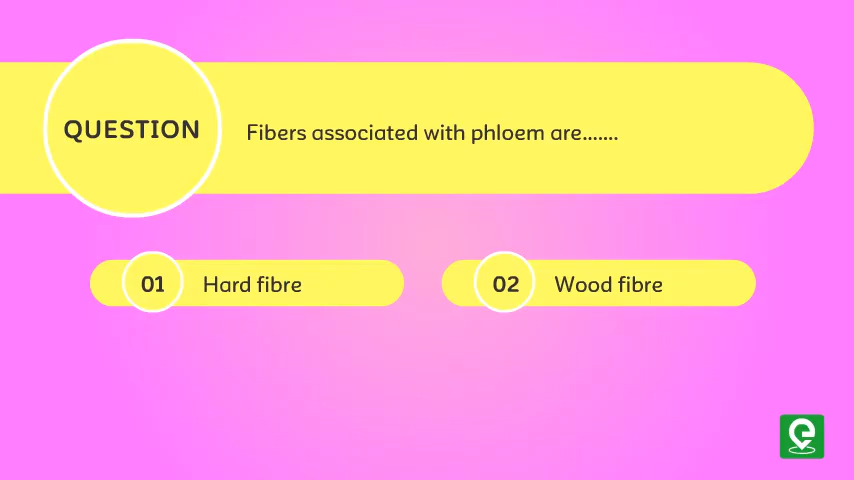 QUESTION
Fibers associated with phloem are.......
01 Hard fibre
02 Wood fibre